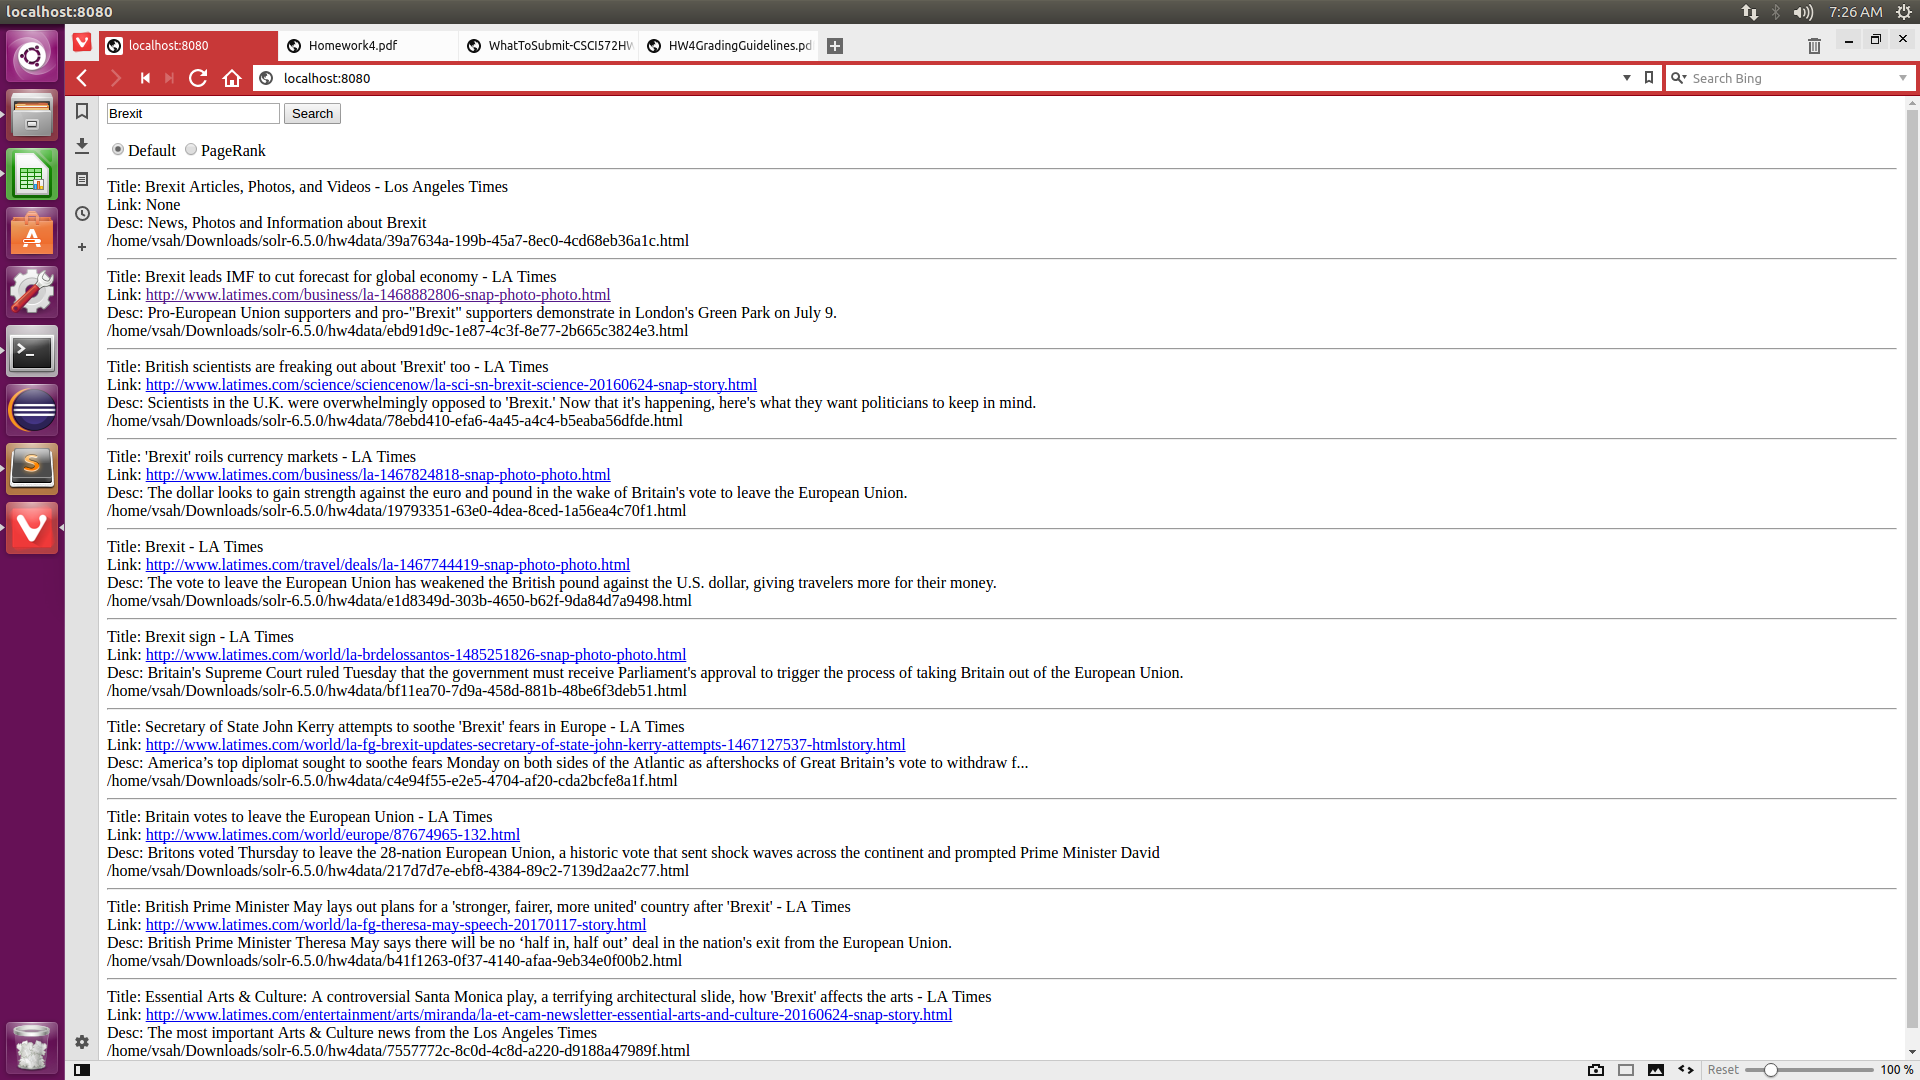 localhost:8080
7:26 AM
localhost:8080
Homework4.pdf
WhatToSubmit-CSCI572HW
HW4GradingGuidelines.pd
localhost:8080
Search Bing
Brexit
Search
Default PageRank
Title: Brexit Articles, Photos, and Videos - Los Angeles Times
Link: None
Desc: News, Photos and Information about Brexit
/home/vsah/Downloads/solr-6.5.0/hw4data/39a7634a-199b-45a7-8ec0-4cd68eb36a1c.html
Title: Brexit leads IMF to cut forecast for global economy - LA Times
Link: http://www.latimes.com/business/la-1468882806-snap-photo-photo.html
Desc: Pro-European Union supporters and pro-"Brexit" supporters demonstrate in London's Green Park on July 9.
/home/vsah/Downloads/solr-6.5.0/hw4data/ebd91d9c-1e87-4c3f-8e77-2b665c3824e3.html
Title: British scientists are freaking out about 'Brexit' too - LA Times
Link: http://www.latimes.com/science/sciencenow/la-sci-sn-brexit-science-20160624-snap-story.html
Desc: Scientists in the U.K. were overwhelmingly opposed to 'Brexit.' Now that it's happening, here's what they want politicians to keep in mind.
/home/vsah/Downloads/solr-6.5.0/hw4data/78ebd410-efa6-4a45-a4c4-b5eaba56dfde.html
Title: 'Brexit' roils currency markets - LA Times
Link: http://www.latimes.com/business/la-1467824818-snap-photo-photo.html
Desc: The dollar looks to gain strength against the euro and pound in the wake of Britain's vote to leave the European Union.
/home/vsah/Downloads/solr-6.5.0/hw4data/19793351-63e0-4dea-8ced-1a56ea4c70f1.html
Title: Brexit - LA Times
Link: http://www.latimes.com/travel/deals/la-1467744419-snap-photo-photo.html
Desc: The vote to leave the European Union has weakened the British pound against the U.S. dollar, giving travelers more for their money.
/home/vsah/Downloads/solr-6.5.0/hw4data/e1d8349d-303b-4650-b62f-9da84d7a9498.html
Title: Brexit sign - LA Times
Link: http://www.latimes.com/world/la-brdelossantos-1485251826-snap-photo-photo.html
Desc: Britain's Supreme Court ruled Tuesday that the government must receive Parliament's approval to trigger the process of taking Britain out of the European Union.
/home/vsah/Downloads/solr-6.5.0/hw4data/bf11ea70-7d9a-458d-881b-48be6f3deb51.html
Title: Secretary of State John Kerry attempts to soothe 'Brexit' fears in Europe - LA Times
Link: http://www.latimes.com/world/la-fg-brexit-updates-secretary-of-state-john-kerry-attempts-1467127537-htmlstory.html
Desc: America’s top diplomat sought to soothe fears Monday on both sides of the Atlantic as aftershocks of Great Britain’s vote to withdraw f...
/home/vsah/Downloads/solr-6.5.0/hw4data/c4e94f55-e2e5-4704-af20-cda2bcfe8a1f.html
Title: Britain votes to leave the European Union - LA Times
Link: http://www.latimes.com/world/europe/87674965-132.html
Desc: Britons voted Thursday to leave the 28-nation European Union, a historic vote that sent shock waves across the continent and prompted Prime Minister David
/home/vsah/Downloads/solr-6.5.0/hw4data/217d7d7e-ebf8-4384-89c2-7139d2aa2c77.html
Title: British Prime Minister May lays out plans for a 'stronger, fairer, more united' country after 'Brexit' - LA Times
Link: http://www.latimes.com/world/la-fg-theresa-may-speech-20170117-story.html
Desc: British Prime Minister Theresa May says there will be no ‘half in, half out’ deal in the nation's exit from the European Union.
/home/vsah/Downloads/solr-6.5.0/hw4data/b41f1263-0f37-4140-afaa-9eb34e0f00b2.html
Title: Essential Arts & Culture: A controversial Santa Monica play, a terrifying architectural slide, how 'Brexit' affects the arts - LA Times
Link: http://www.latimes.com/entertainment/arts/miranda/la-et-cam-newsletter-essential-arts-and-culture-20160624-snap-story.html
Desc: The most important Arts & Culture news from the Los Angeles Times
/home/vsah/Downloads/solr-6.5.0/hw4data/7557772c-8c0d-4c8d-a220-d9188a47989f.html
Reset
100 %